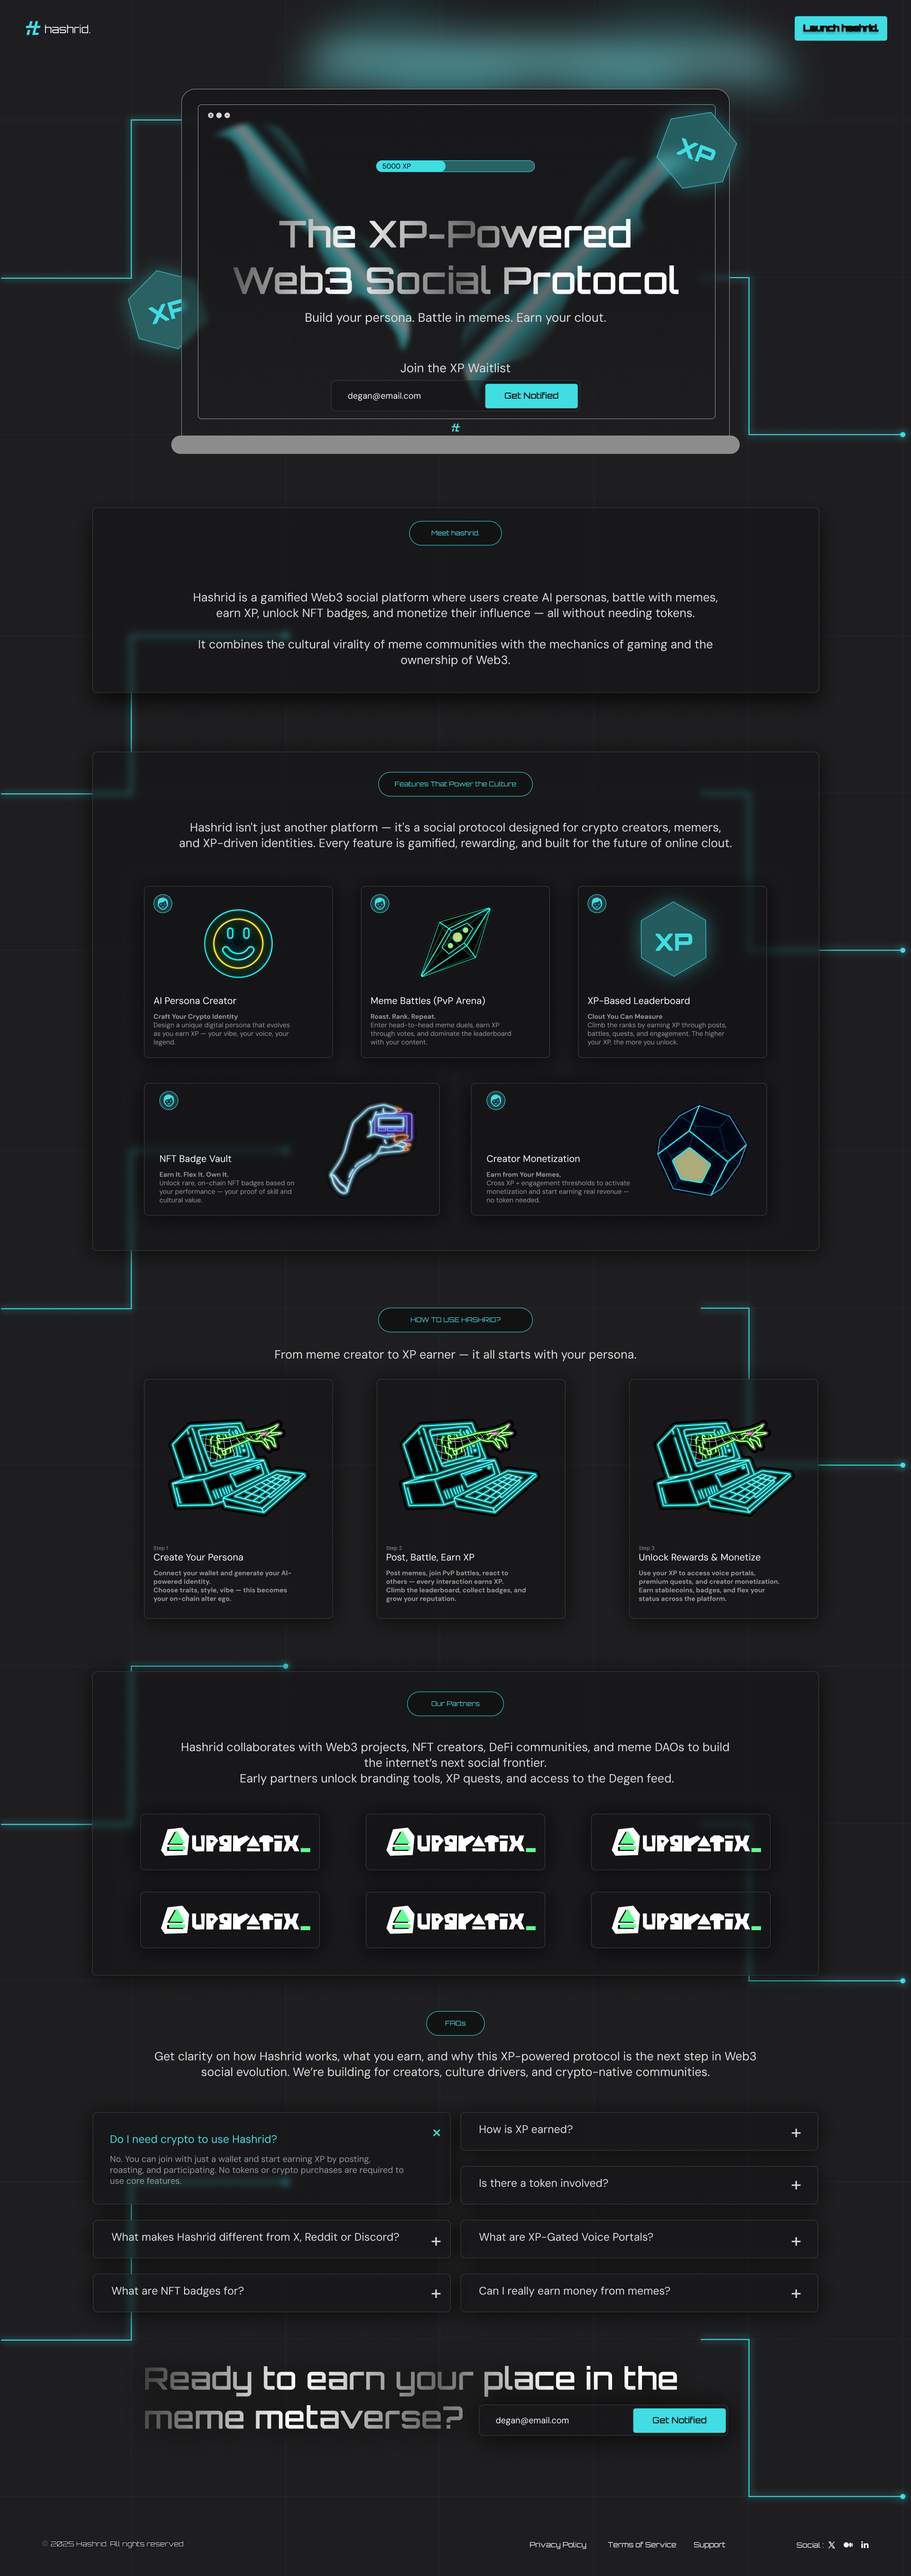 hashrid.
Launch hashrid.
5000 XP
XP
The XP-Powered
Web3 Social Protocol
XP
Build your persona. Battle in memes. Earn your clout.
Join the XP Waitlist
degan@email.com
Get Notified
Meet hashrid.
Hashrid is a gamified Web3 social platform where users create AI personas, battle with memes,
earn XP, unlock NFT badges, and monetize their influence — all without needing tokens.
It combines the cultural virality of meme communities with the mechanics of gaming and the
ownership of Web3.
Features That Power the Culture
Hashrid isn't just another platform — it's a social protocol designed for crypto creators, memers,
and XP-driven identities. Every feature is gamified, rewarding, and built for the future of online clout.
AI Persona Creator
Craft Your Crypto Identity
Design a unique digital persona that evolves
as you earn XP — your vibe, your voice, your
legend.
Meme Battles (PvP Arena)
Roast. Rank. Repeat.
Enter head-to-head meme duels, earn XP
through votes, and dominate the leaderboard
with your content.
XP
XP-Based Leaderboard
Clout You Can Measure
Climb the ranks by earning XP through posts,
battles, quests, and engagement. The higher
your XP, the more you unlock.
NFT Badge Vault
Earn It. Flex It. Own It.
Unlock rare, on-chain NFT badges based on
your performance — your proof of skill and
cultural value.
Creator Monetization
Earn from Your Memes,
Cross XP + engagement thresholds to activate
monetization and start earning real revenue —
no token needed.
HOW TO USE HASHRID?
From meme creator to XP earner — it all starts with your persona.
Step 1
Create Your Persona
Connect your wallet and generate your AI-
powered identity.
Choose traits, style, vibe — this becomes
your on-chain alter ego.
Step 2
Post, Battle, Earn XP
Post memes, join PvP battles, react to
others — every interaction earns XP.
Climb the leaderboard, collect badges, and
grow your reputation.
Step 3
Unlock Rewards & Monetize
Use your XP to access voice portals,
premium quests, and creator monetization.
Earn stablecoins, badges, and flex your
status across the platform.
Our Partners
Hashrid collaborates with Web3 projects, NFT creators, DeFi communities, and meme DAOs to build
the internet's next social frontier.
Early partners unlock branding tools, XP quests, and access to the Degen feed.
UPGRATIX_
UPGRATIX_
UPGRATIX_
UPGRATIX_
UPGRATIX_
UPGRATIX_
FAQs
Get clarity on how Hashrid works, what you earn, and why this XP-powered protocol is the next step in Web3
social evolution. We're building for creators, culture drivers, and crypto-native communities.
Do I need crypto to use Hashrid?
No. You can join with just a wallet and start earning XP by posting,
roasting, and participating. No tokens or crypto purchases are required to
use core features.
How is XP earned?
Is there a token involved?
What makes Hashrid different from X, Reddit or Discord?
What are XP-Gated Voice Portals?
What are NFT badges for?
Can I really earn money from memes?
Ready to earn your place in the
meme metaverse?
degan@email.com
Get Notified
© 2025 Hashrid. All rights reserved
Privacy Policy
Terms of Service
Support
Social :